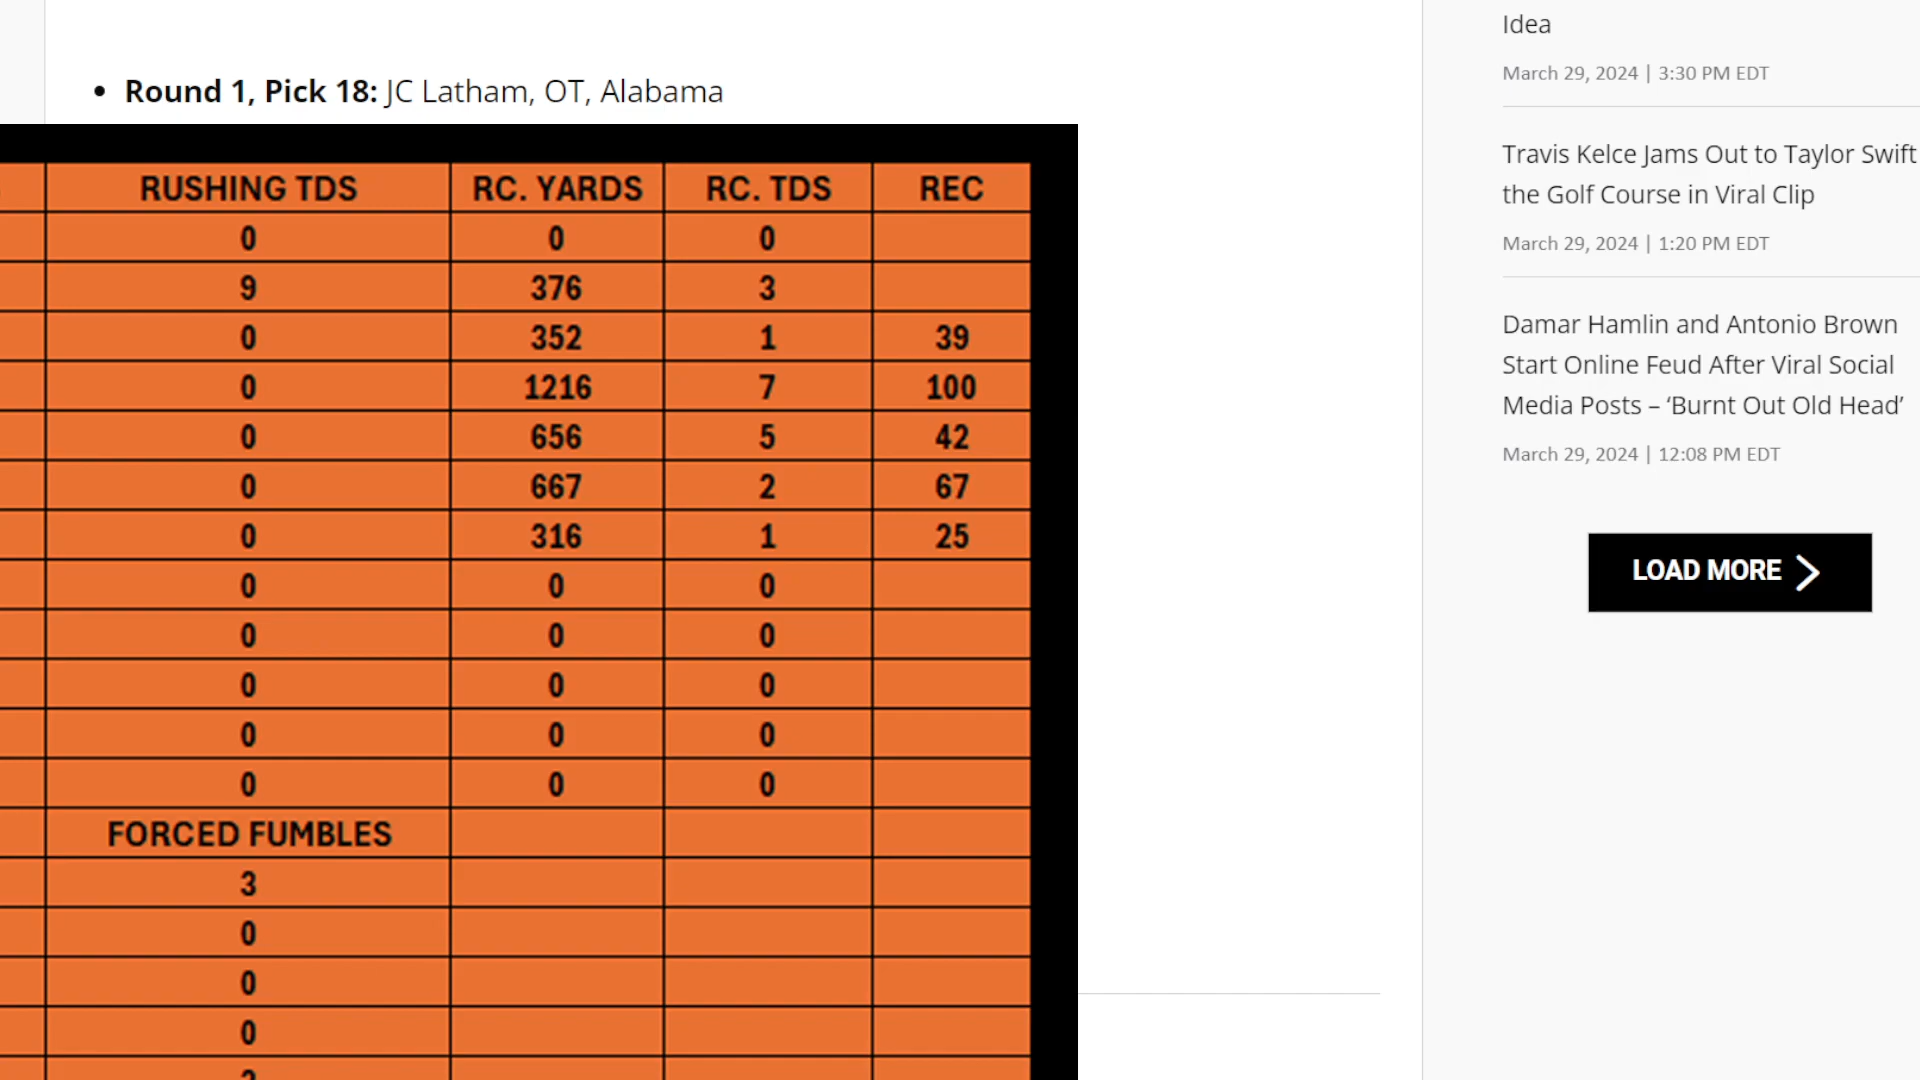 • Round 1, Pick 18: JC Latham, OT, Alabama
RUSHING TDS RC. YARDS RC. TDS REC
0 0 0
9 376 3
0 352 1 39
0 1216 7 100
0 656 5 42
0 667 2 67
0 316 1 25
0 0 0
0 0 0
0 0 0
0 0 0
0 0 0
FORCED FUMBLES
3
0
0
0
Idea
March 29, 2024 | 3:30 PM EDT
Travis Kelce Jams Out to Taylor Swift
the Golf Course in Viral Clip
March 29, 2024 | 1:20 PM EDT
Damar Hamlin and Antonio Brown
Start Online Feud After Viral Social
Media Posts – ‘Burnt Out Old Head’
March 29, 2024 | 12:08 PM EDT
LOAD MORE